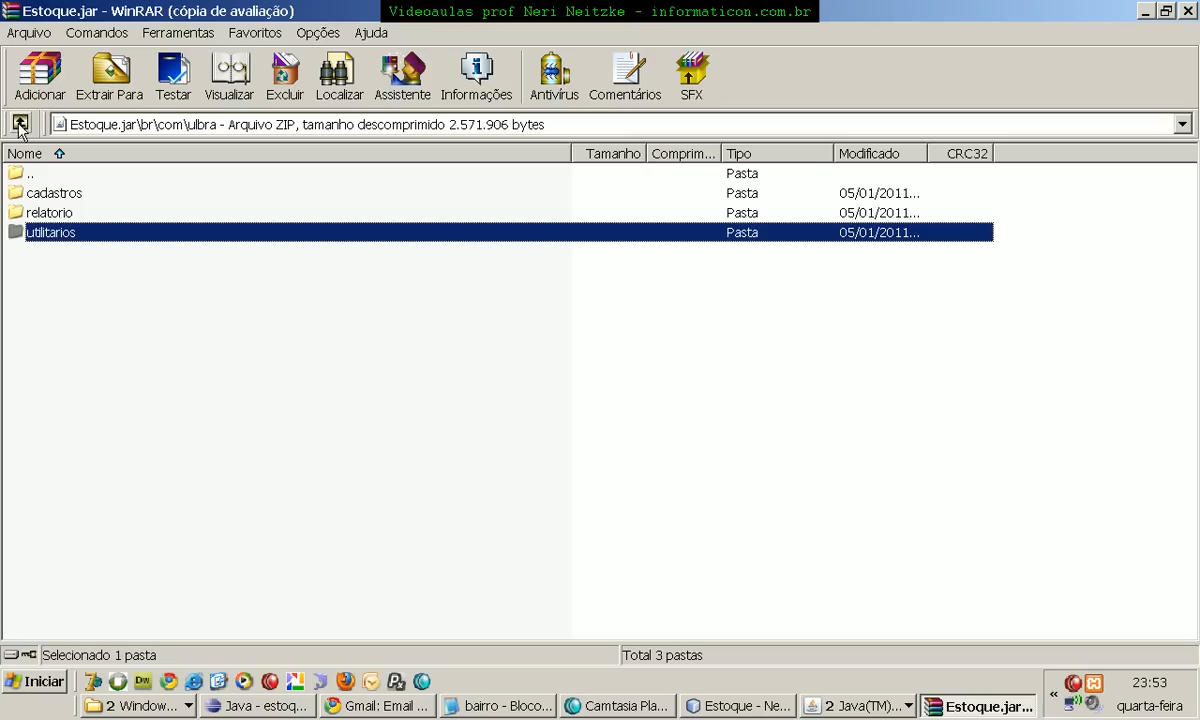 Estoque.jar - WinRAR (cópia de avaliação)
Videoaulas prof Neri Neitzke - informaticon.com.br
Arquivo Comandos Ferramentas Favoritos Opções Ajuda
Adicionar Extrair Para Testar Visualizar Excluir Localizar Assistente Informações Antivírus Comentários SFX
Estoque.jar\br\com\ulbra - Arquivo ZIP, tamanho descomprimido 2.571.906 bytes
Nome Tamanho Comprim... Tipo Modificado CRC32
.. Pasta
cadastros Pasta 05/01/2011...
relatorio Pasta 05/01/2011...
utilitarios Pasta 05/01/2011...
Selecionado 1 pasta Total 3 pastas
Iniciar Dw Px 23:53
2 Window... Java - estoq... Gmail: Email ... bairro - Bloco... Camtasia Pla... Estoque - Ne... 2 Java(TM)... Estoque.jar... « quarta-feira